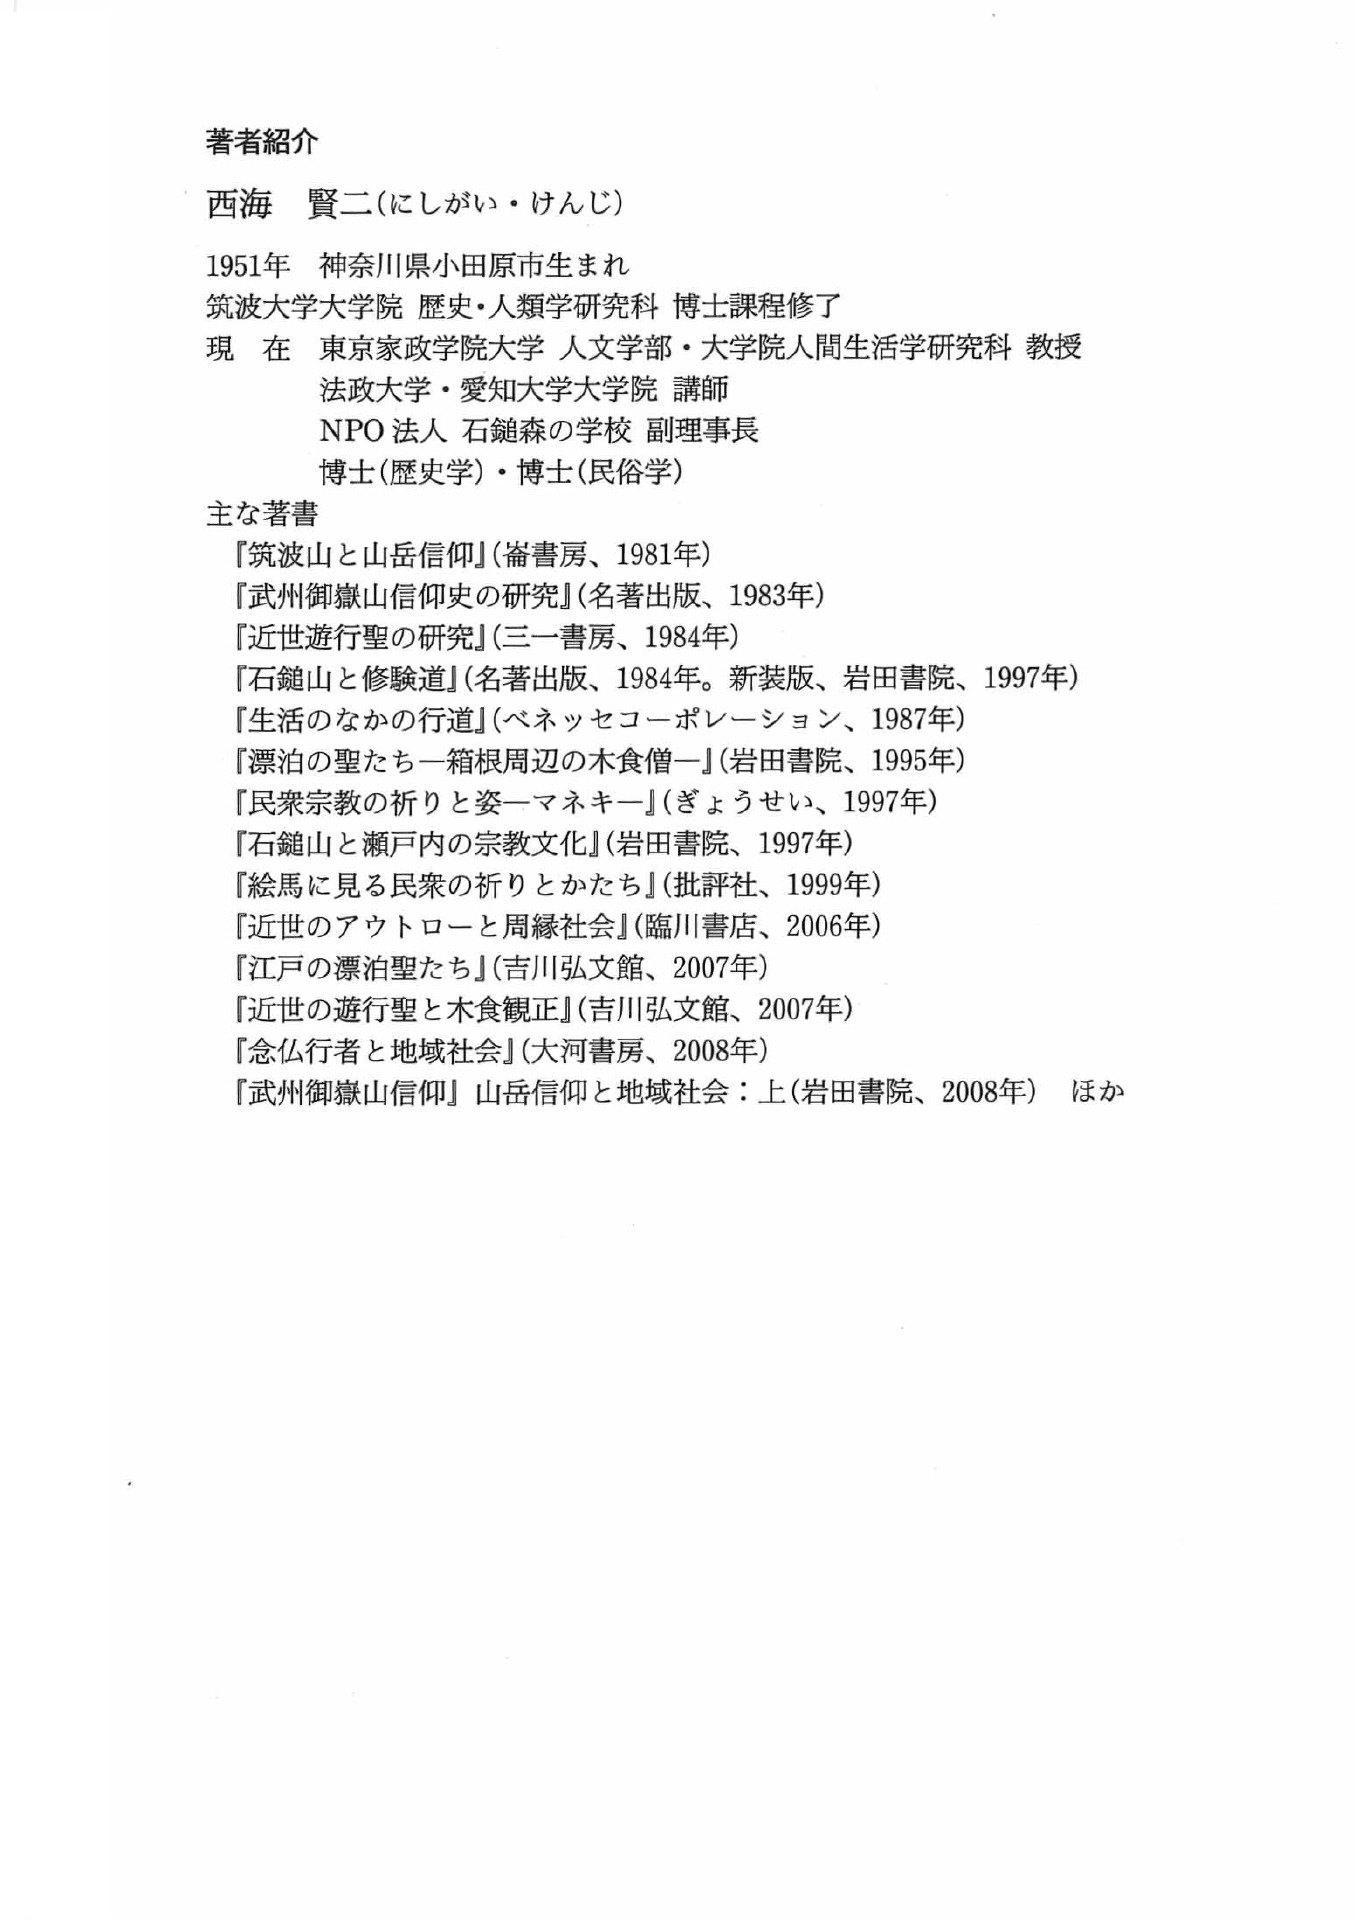 著者紹介
西海　賢二(にしがい・けんじ)
1951年　神奈川県小田原市生まれ
筑波大学大学院 歴史・人類学研究科 博士課程修了
現　在　東京家政学院大学 人文学部・大学院人間生活学研究科 教授
法政大学・愛知大学大学院 講師
NPO法人 石鎚森の学校 副理事長
博士(歴史学)・博士(民俗学)
主な著書
『筑波山と山岳信仰』(崙書房、1981年)
『武州御嶽山信仰史の研究』(名著出版、1983年)
『近世遊行聖の研究』(三一書房、1984年)
『石鎚山と修験道』(名著出版、1984年。新装版、岩田書院、1997年)
『生活のなかの行道』(ベネッセコーポレーション、1987年)
『漂泊の聖たち―箱根周辺の木食僧―』(岩田書院、1995年)
『民衆宗教の祈りと姿―マネキ―』(ぎょうせい、1997年)
『石鎚山と瀬戸内の宗教文化』(岩田書院、1997年)
『絵馬に見る民衆の祈りとかたち』(批評社、1999年)
『近世のアウトローと周縁社会』(臨川書店、2006年)
『江戸の漂泊聖たち』(吉川弘文館、2007年)
『近世の遊行聖と木食観正』(吉川弘文館、2007年)
『念仏行者と地域社会』(大河書房、2008年)
『武州御嶽山信仰』山岳信仰と地域社会：上(岩田書院、2008年)　ほか